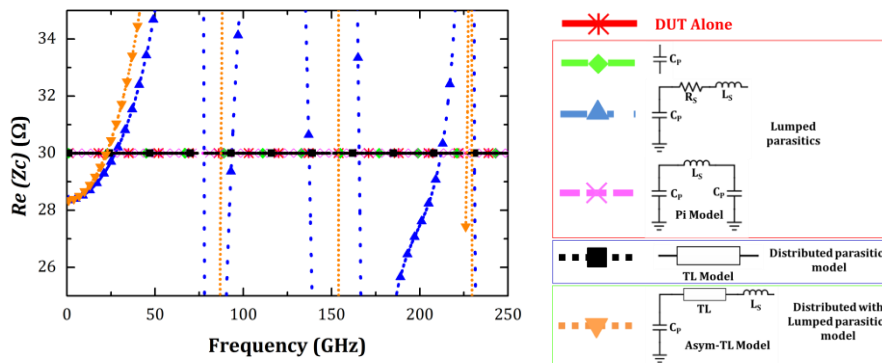 35
34
32
30
28
26
25
0
50
100
150
200
250
Re (Zc) (Ω)
Frequency (GHz)
DUT Alone
CP
RS
LS
CP
Lumped
parasitics
LS
CP
CP
Pi Model
TL Model
Distributed parasitic
model
TL
LS
CP
Asym-TL Model
Distributed with
Lumped parasitic
model